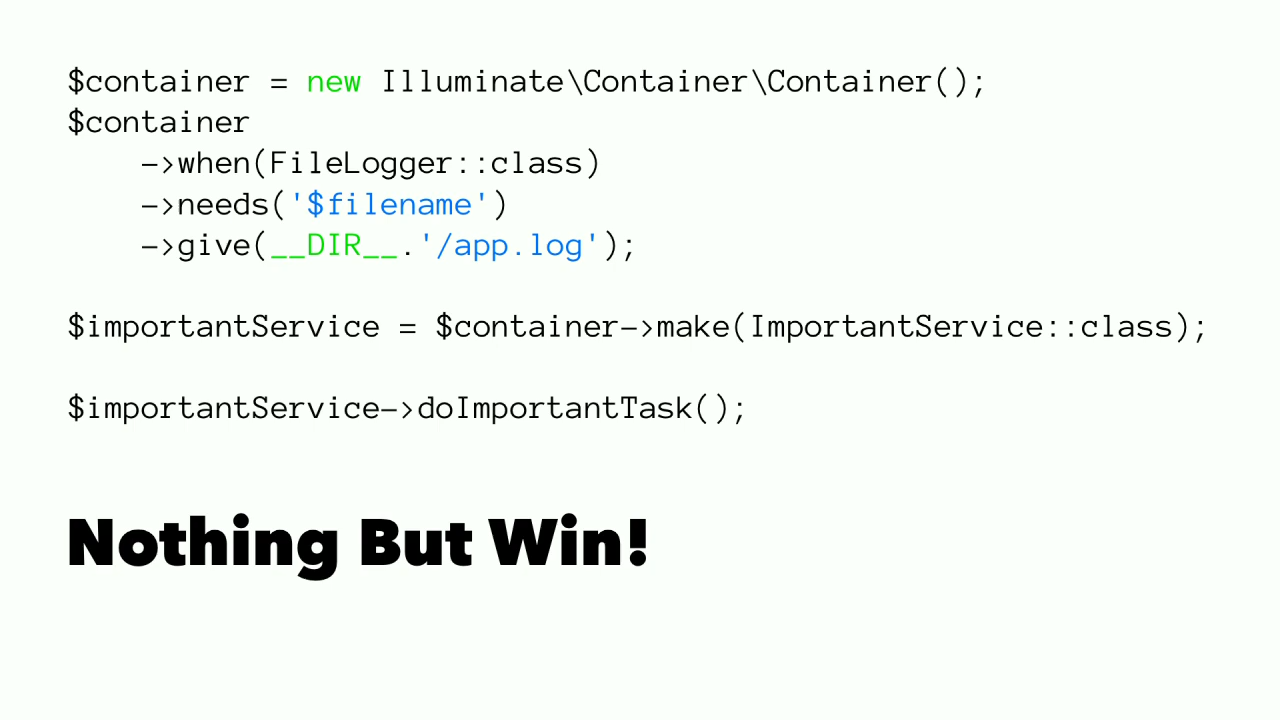 $container = new Illuminate\Container\Container();
$container
    ->when(FileLogger::class)
    ->needs('$filename')
    ->give(__DIR__.'/app.log');

$importantService = $container->make(ImportantService::class);

$importantService->doImportantTask();

Nothing But Win!